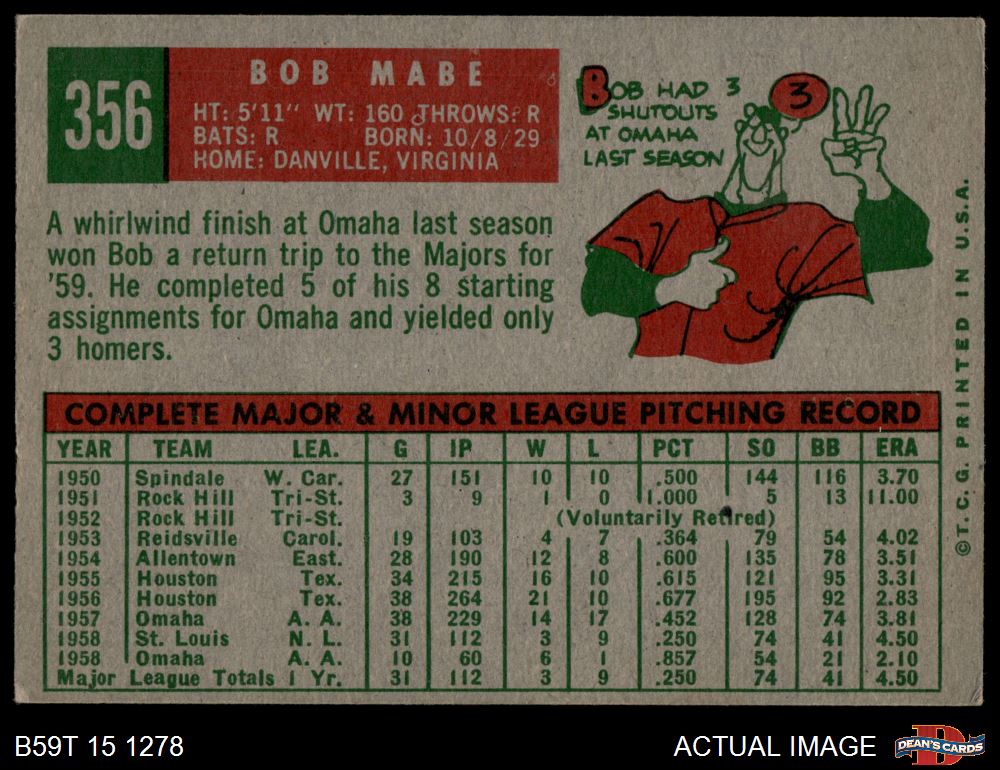 356
BOB MABE
HT: 5'11" WT: 160 THROWS: R
BATS: R BORN: 10/8/29
HOME: DANVILLE, VIRGINIA
BOB HAD 3
SHUTOUTS
AT OMAHA
LAST SEASON
3
A whirlwind finish at Omaha last season
won Bob a return trip to the Majors for
'59. He completed 5 of his 8 starting
assignments for Omaha and yielded only
3 homers.
COMPLETE MAJOR & MINOR LEAGUE PITCHING RECORD
YEAR TEAM LEA. G IP W L PCT SO BB ERA
1950 Spindale W. Car. 27 151 10 10 .500 144 116 3.70
1951 Rock Hill Tri-St. 3 9 1 0 1.000 5 13 11.00
1952 Rock Hill Tri-St. (Voluntarily Retired)
1953 Reidsville Carol. 19 103 4 7 .364 79 54 4.02
1954 Allentown East. 28 190 12 8 .600 135 78 3.51
1955 Houston Tex. 34 215 16 10 .615 121 95 3.31
1956 Houston Tex. 38 264 21 10 .677 195 92 2.83
1957 Omaha A. A. 38 229 14 17 .452 128 74 3.81
1958 St. Louis N. L. 31 112 3 9 .250 74 41 4.50
1958 Omaha A. A. 10 60 6 1 .857 54 21 2.10
Major League Totals 1 Yr. 31 112 3 9 .250 74 41 4.50
©T. C. G. PRINTED IN U.S.A.
B59T 15 1278
ACTUAL IMAGE
D
DEAN'S CARDS